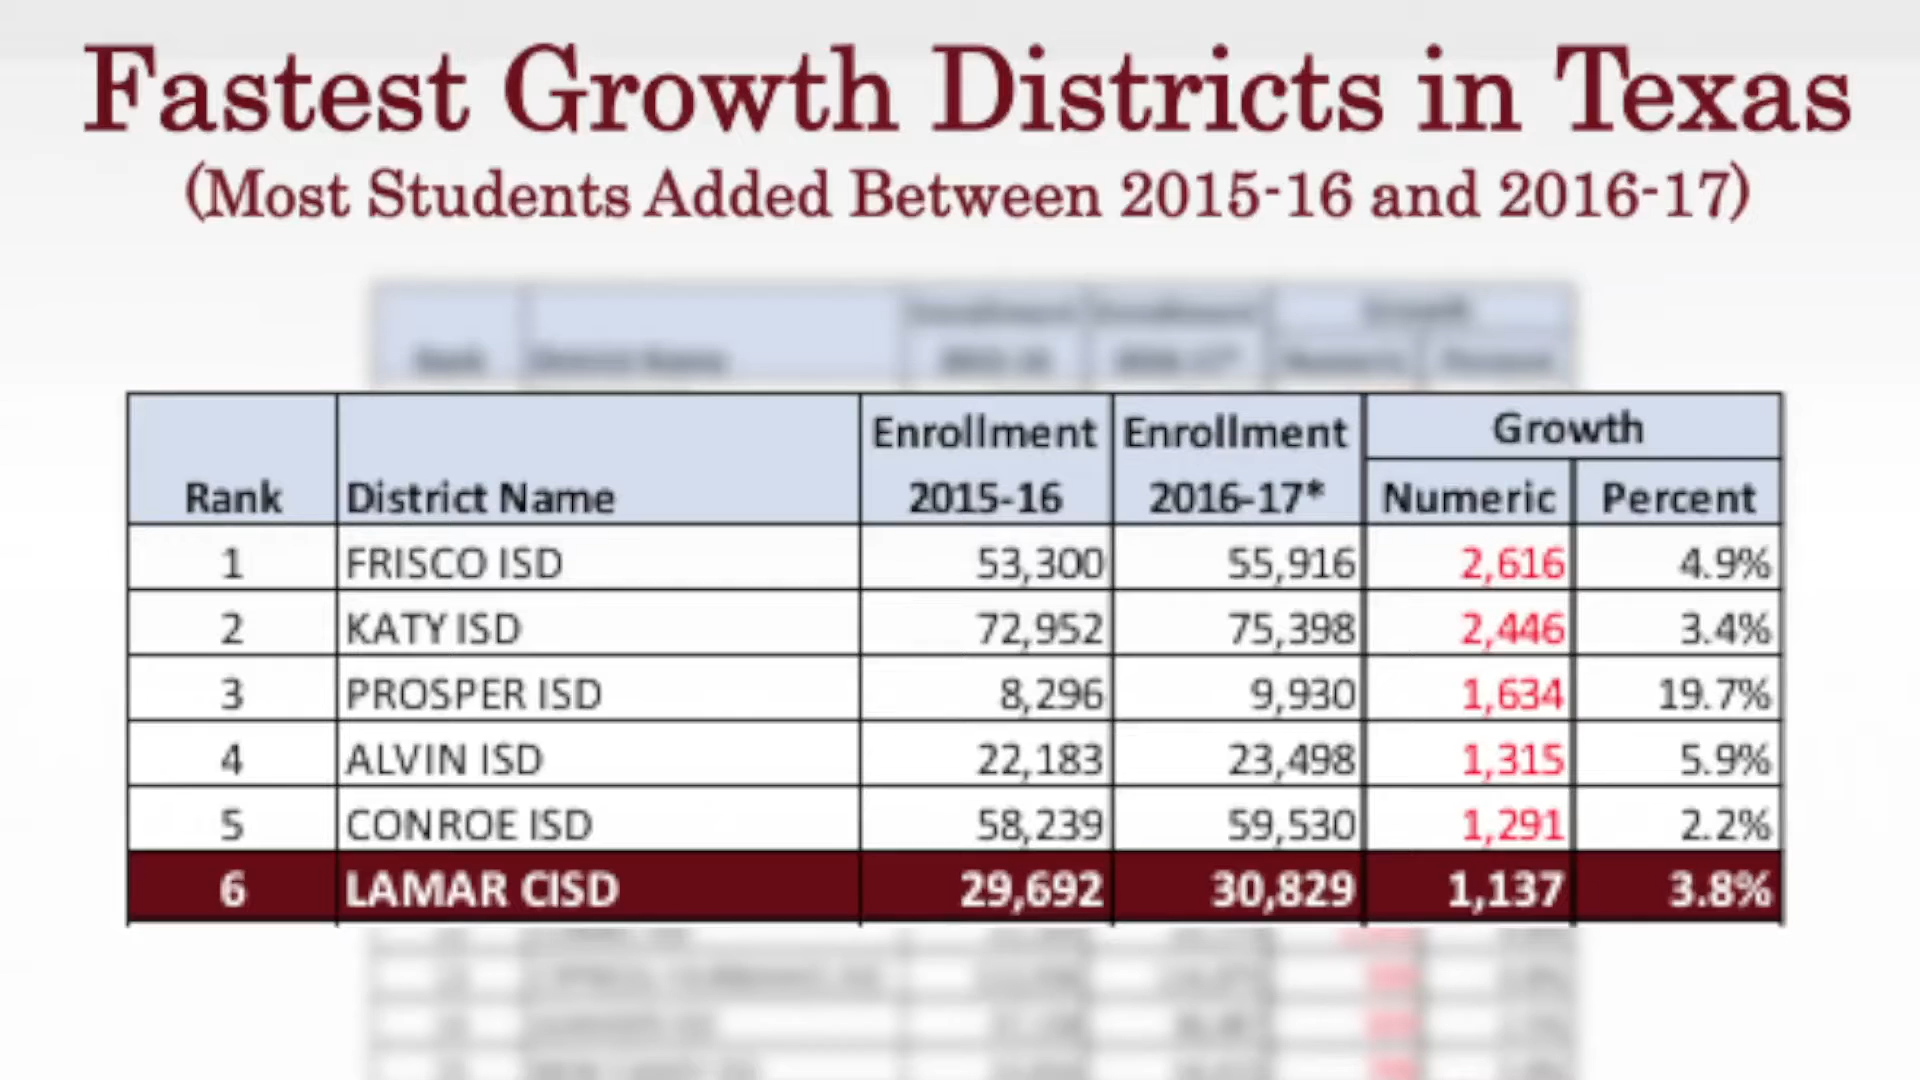 Fastest Growth Districts in Texas
(Most Students Added Between 2015-16 and 2016-17)
Rank District Name Enrollment 2015-16 Enrollment 2016-17* Growth Numeric Percent
1 FRISCO ISD 53,300 55,916 2,616 4.9%
2 KATY ISD 72,952 75,398 2,446 3.4%
3 PROSPER ISD 8,296 9,930 1,634 19.7%
4 ALVIN ISD 22,183 23,498 1,315 5.9%
5 CONROE ISD 58,239 59,530 1,291 2.2%
6 LAMAR CISD 29,692 30,829 1,137 3.8%